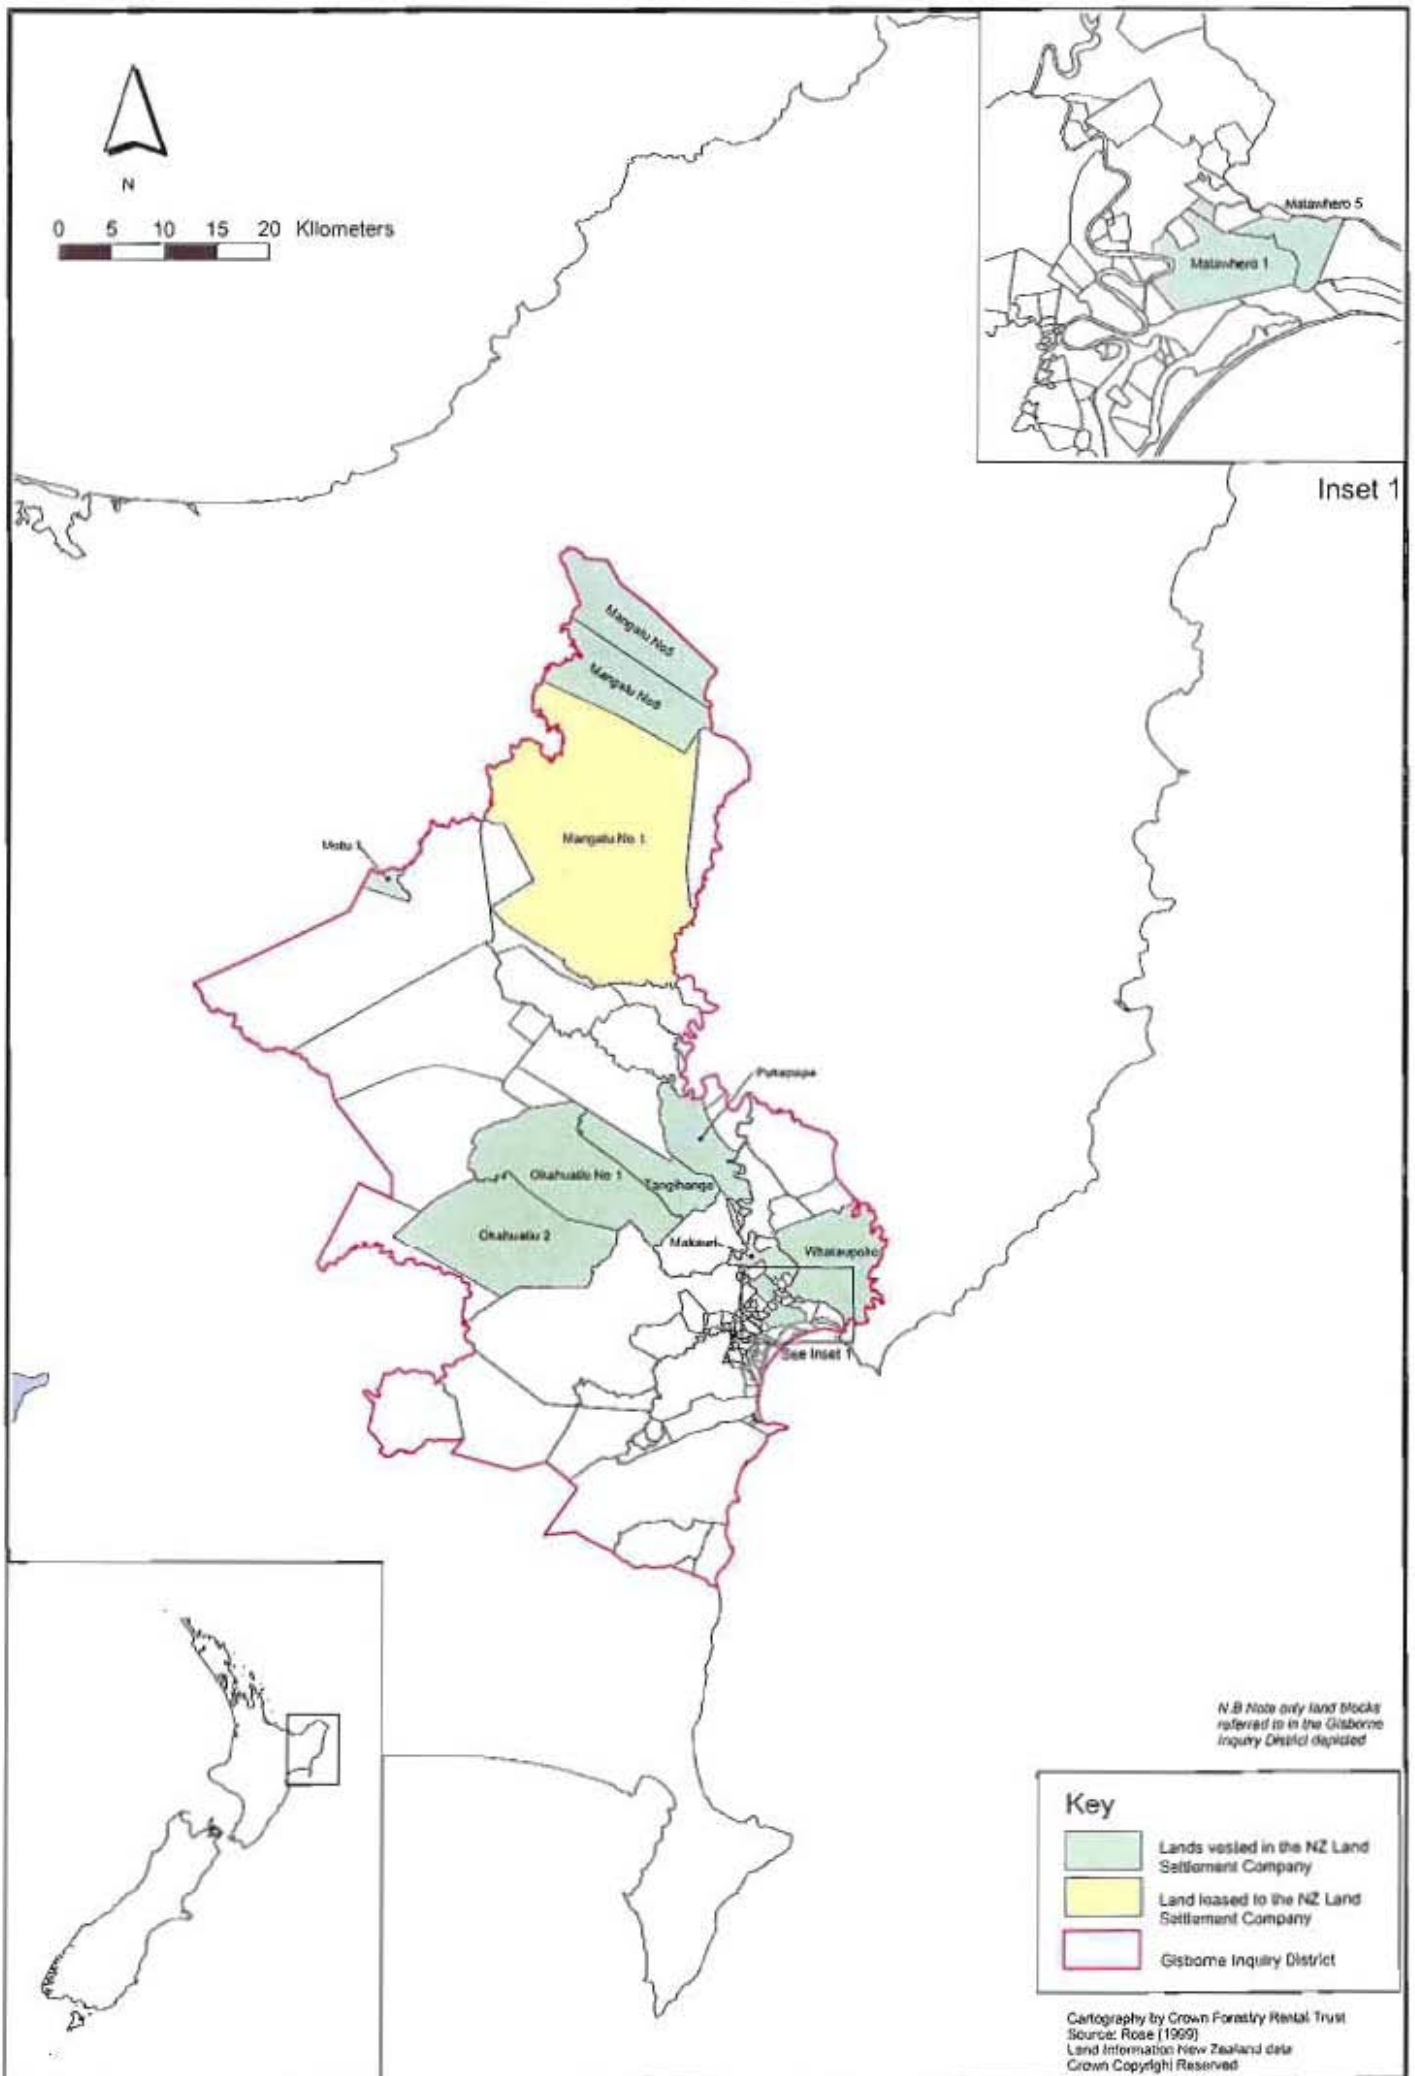 N
0 5 10 15 20 Kilometers
Matawhero 5
Matawhero 1
Inset 1
Mangatu No5
Mangatu No6
Mangatu No 1
Motu 1
Pukepapa
Okahuatiu No 1
Tangihanga
Okahuatiu 2
Makauri
Whataupoko
See Inset 1
N.B Note only land blocks
referred to in the Gisborne
Inquiry District depicted
Key
Lands vested in the NZ Land
Settlement Company
Land leased to the NZ Land
Settlement Company
Gisborne Inquiry District
Cartography by Crown Forestry Rental Trust
Source: Rose (1999)
Land Information New Zealand data
Crown Copyright Reserved